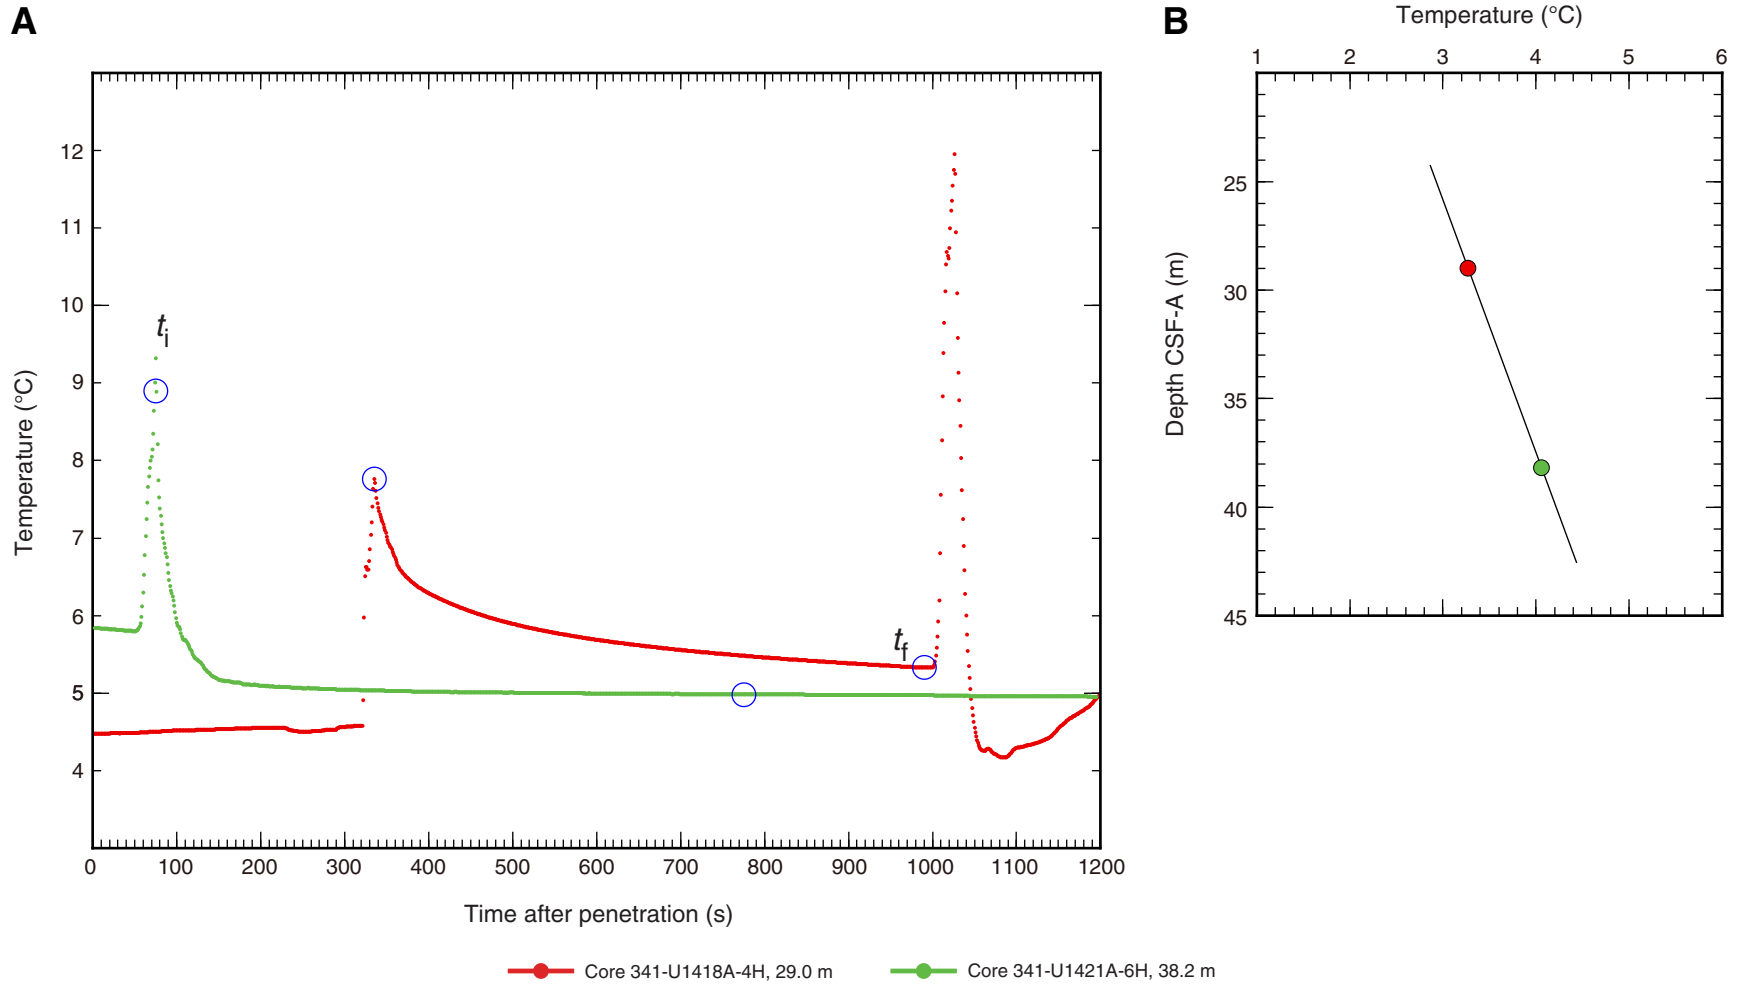 A
B
Temperature (°C)
1 2 3 4 5 6
12
11
10
9
8
7
6
5
4
Temperature (°C)
ti
tf
0 100 200 300 400 500 600 700 800 900 1000 1100 1200
Time after penetration (s)
25
30
35
40
45
Depth CSF-A (m)
Core 341-U1418A-4H, 29.0 m
Core 341-U1421A-6H, 38.2 m